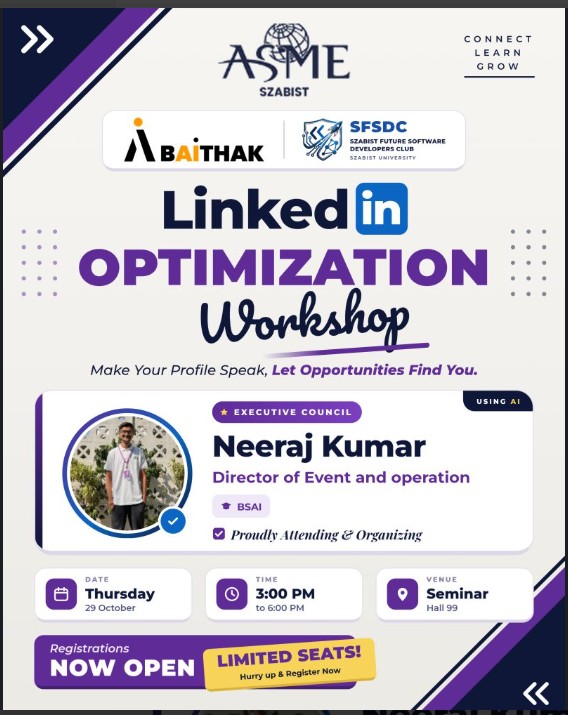 ASME
SZABIST
CONNECT
LEARN
GROW
BAITHAK
SFSDC
SZABIST FUTURE SOFTWARE
DEVELOPERS CLUB
SZABIST UNIVERSITY
Linked in
OPTIMIZATION
Workshop
Make Your Profile Speak, Let Opportunities Find You.
USING AI
EXECUTIVE COUNCIL
Neeraj Kumar
Director of Event and operation
BSAI
Proudly Attending & Organizing
DATE
Thursday
29 October
TIME
3:00 PM
to 6:00 PM
VENUE
Seminar
Hall 99
Registrations
NOW OPEN
LIMITED SEATS!
Hurry up & Register Now